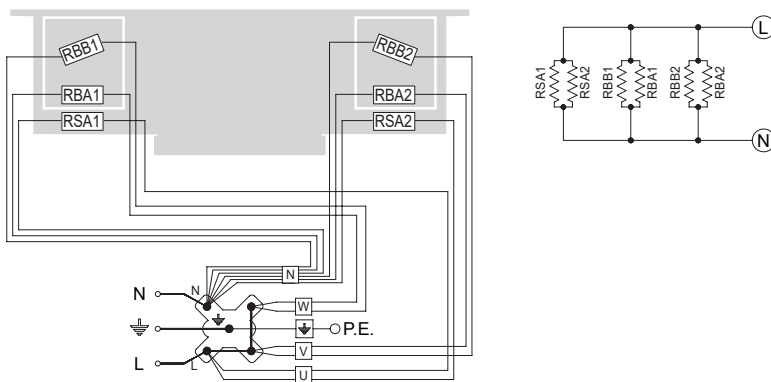 RBB1
RBB2
RBA1
RBA2
RSA1
RSA2
N
N
N
W
P.E.
V
L
L
U
L
RSA1
RSA2
RBB1
RBA1
RBB2
RBA2
N